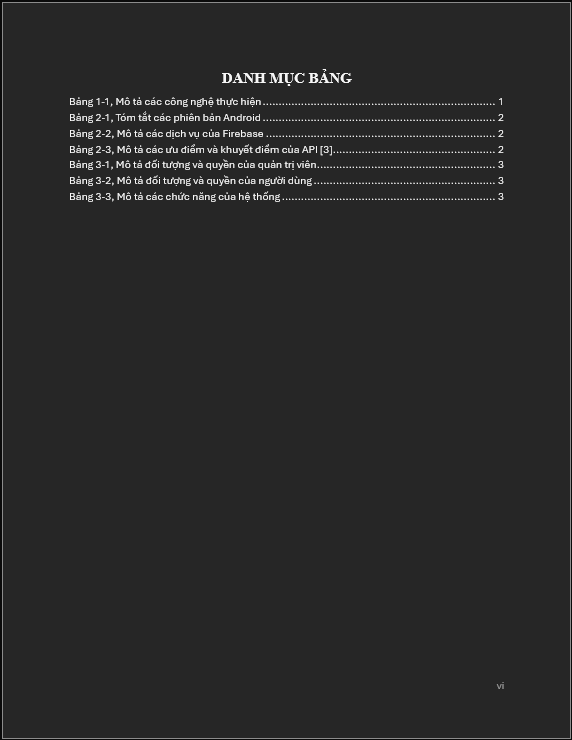 DANH MỤC BẢNG
Bảng 1-1, Mô tả các công nghệ thực hiện 1
Bảng 2-1, Tóm tắt các phiên bản Android 2
Bảng 2-2, Mô tả các dịch vụ của Firebase 2
Bảng 2-3, Mô tả các ưu điểm và khuyết điểm của API [3] 2
Bảng 3-1, Mô tả đối tượng và quyền của quản trị viên 3
Bảng 3-2, Mô tả đối tượng và quyền của người dùng 3
Bảng 3-3, Mô tả các chức năng của hệ thống 3
vi